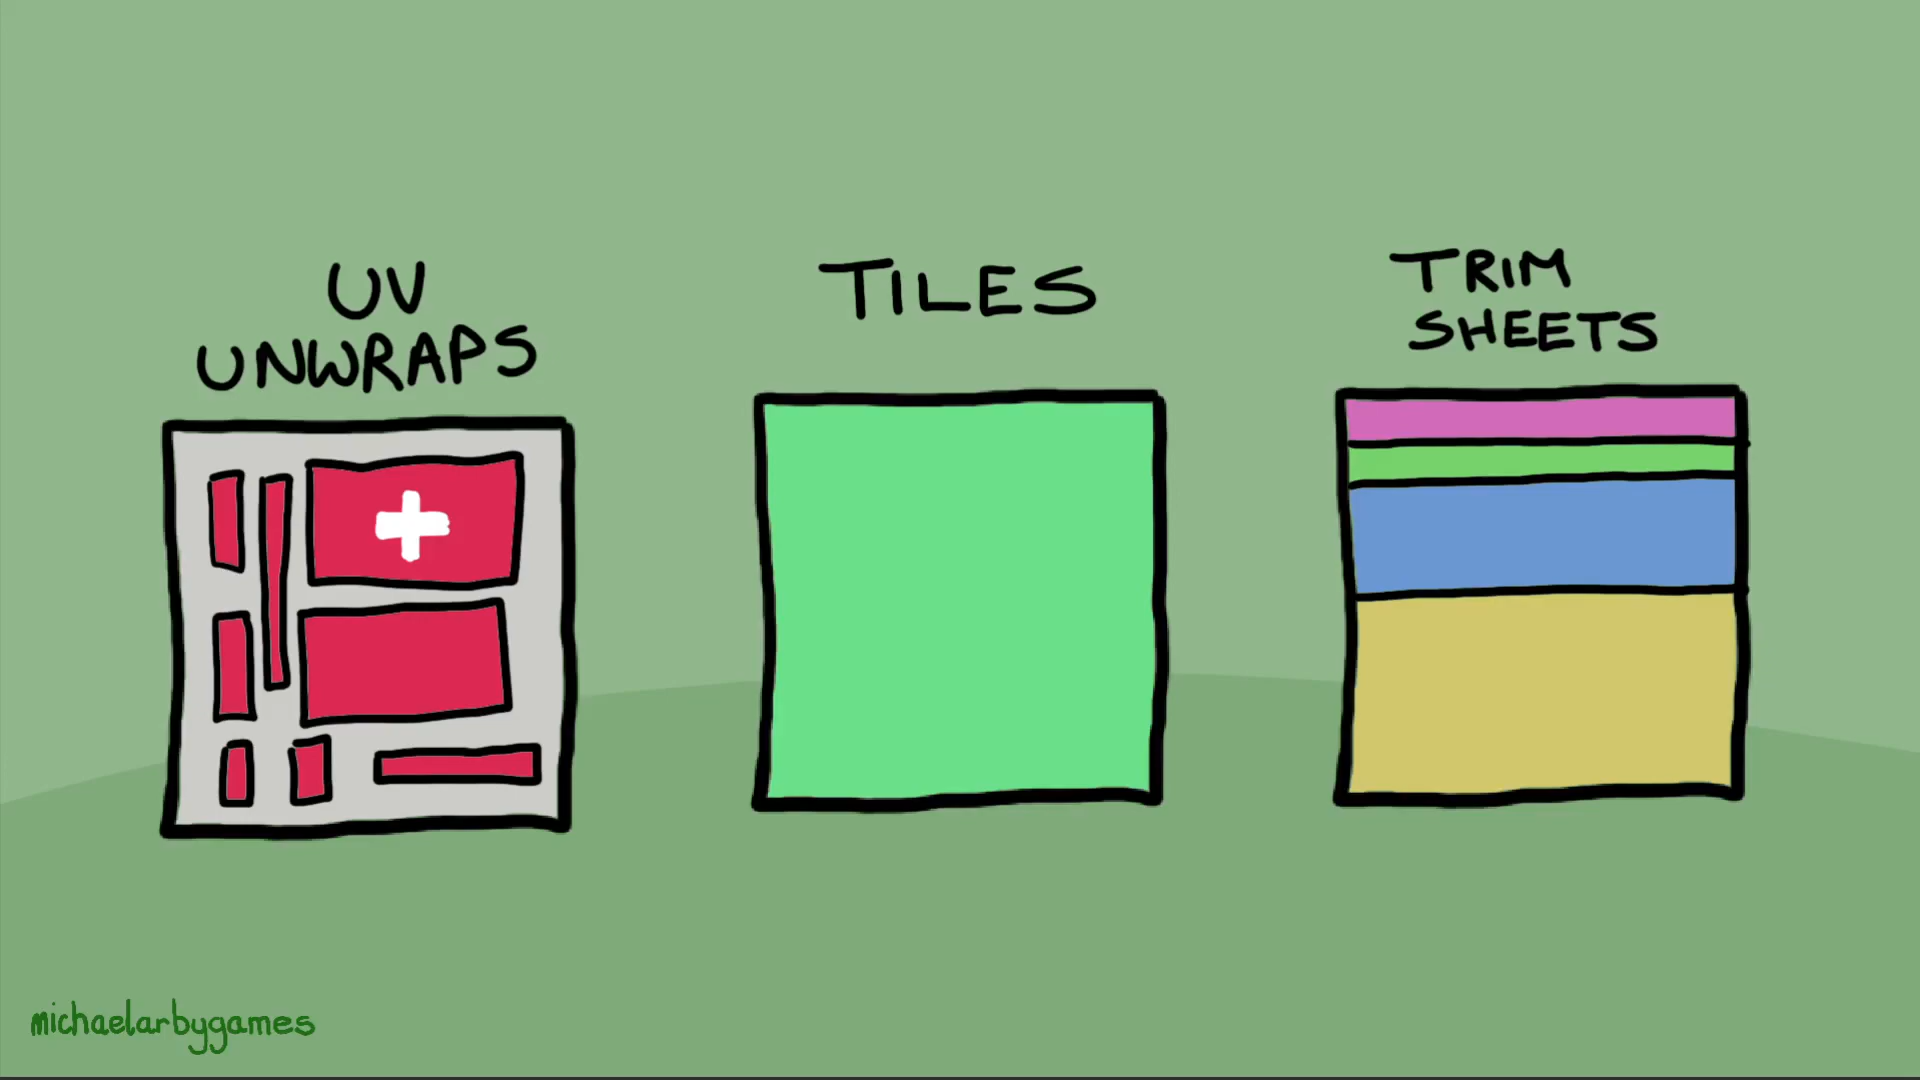 UV
UNWRAPS
TILES
TRIM
SHEETS
michaelarbygames